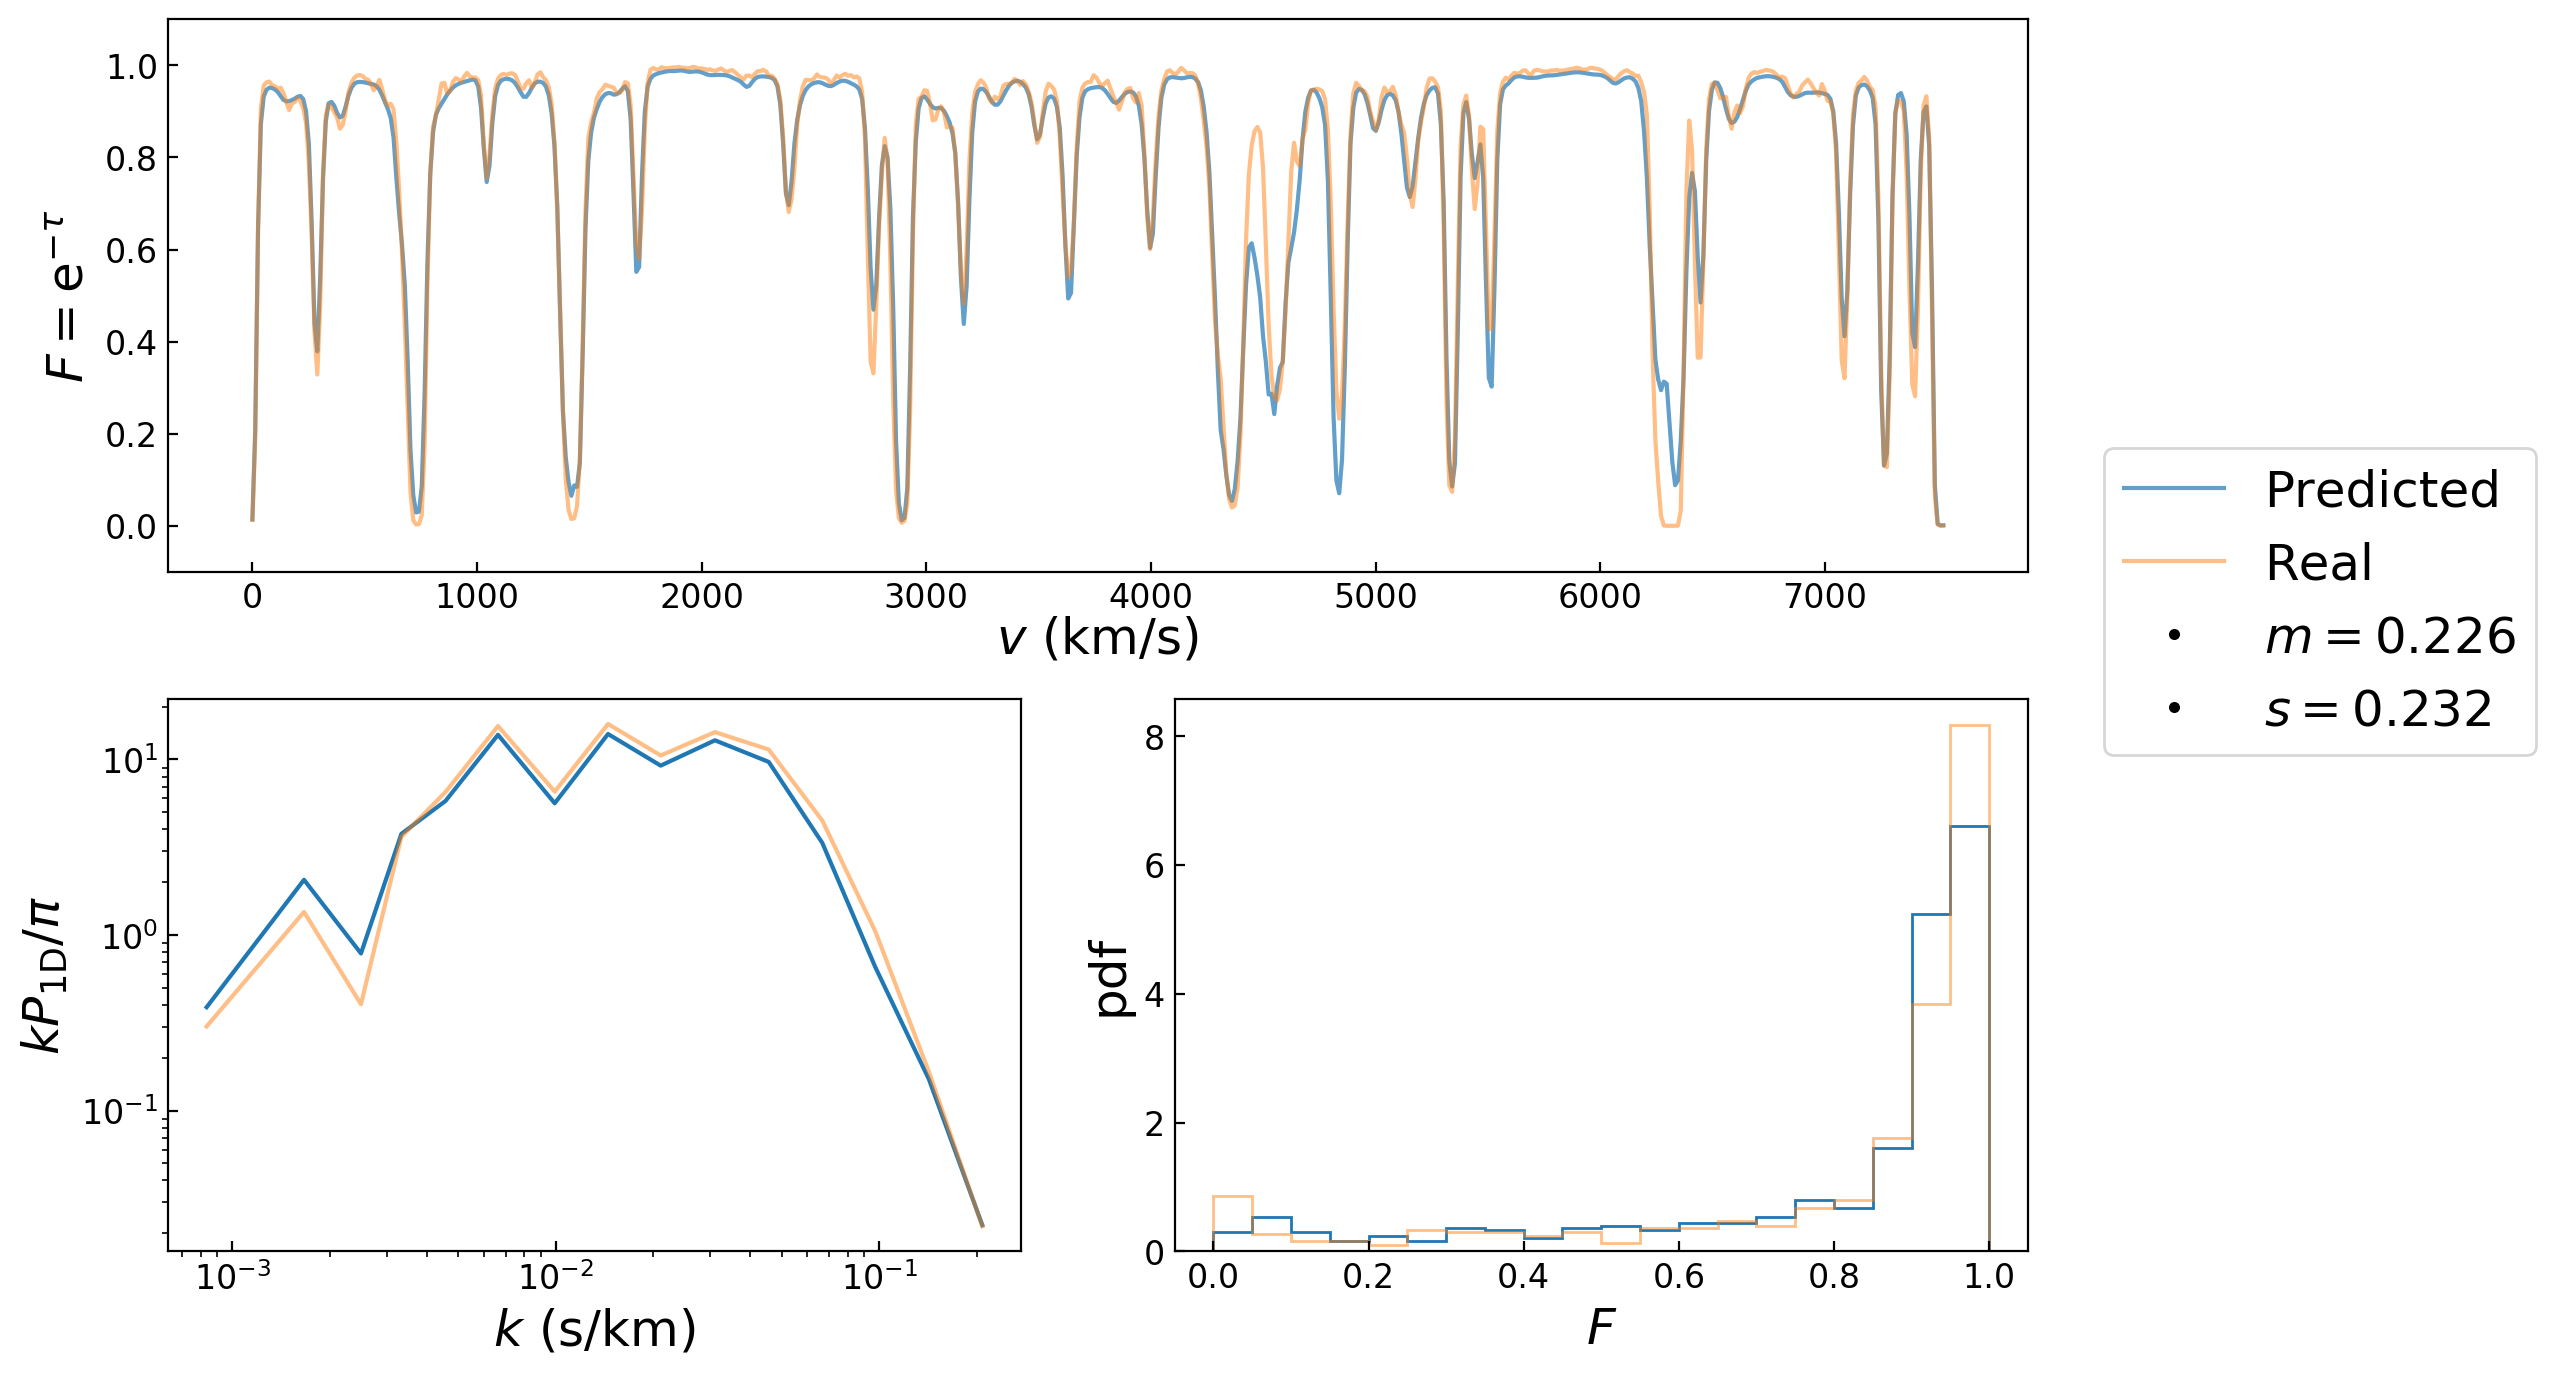 F = e^{−τ}
1.0
0.8
0.6
0.4
0.2
0.0
0 1000 2000 3000 4000 5000 6000 7000
v (km/s)
Predicted
Real
m = 0.226
s = 0.232
kP_{1D}/π
10^1
10^0
10^{−1}
10^{−3} 10^{−2} 10^{−1}
k (s/km)
pdf
8
6
4
2
0
0.0 0.2 0.4 0.6 0.8 1.0
F